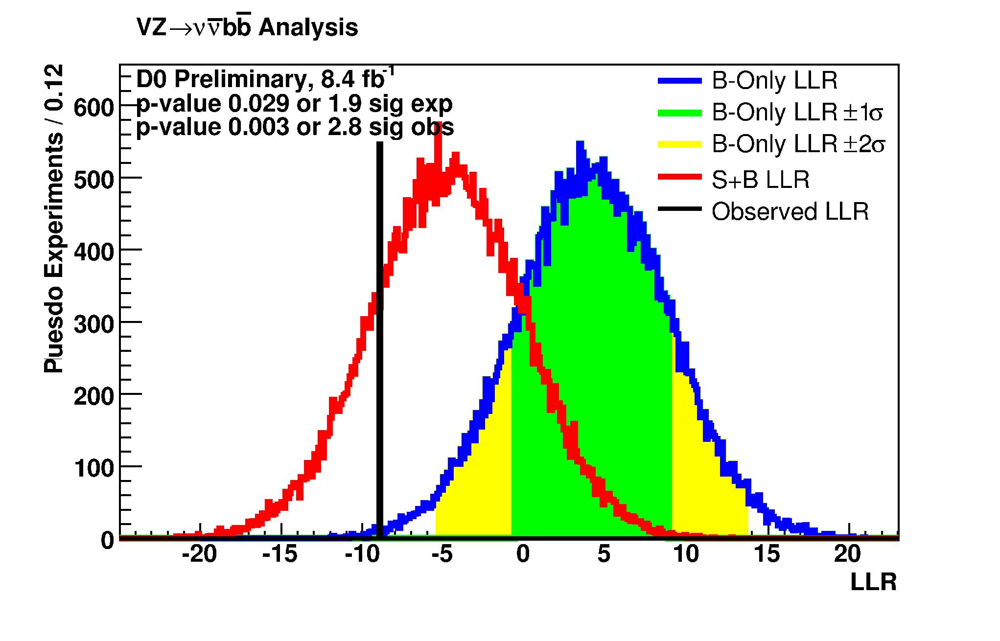 VZ→νν̅bb̅ Analysis
D0 Preliminary, 8.4 fb⁻¹
p-value 0.029 or 1.9 sig exp
p-value 0.003 or 2.8 sig obs
B-Only LLR
B-Only LLR ±1σ
B-Only LLR ±2σ
S+B LLR
Observed LLR
Puesdo Experiments / 0.12
600
500
400
300
200
100
0
-20 -15 -10 -5 0 5 10 15 20
LLR